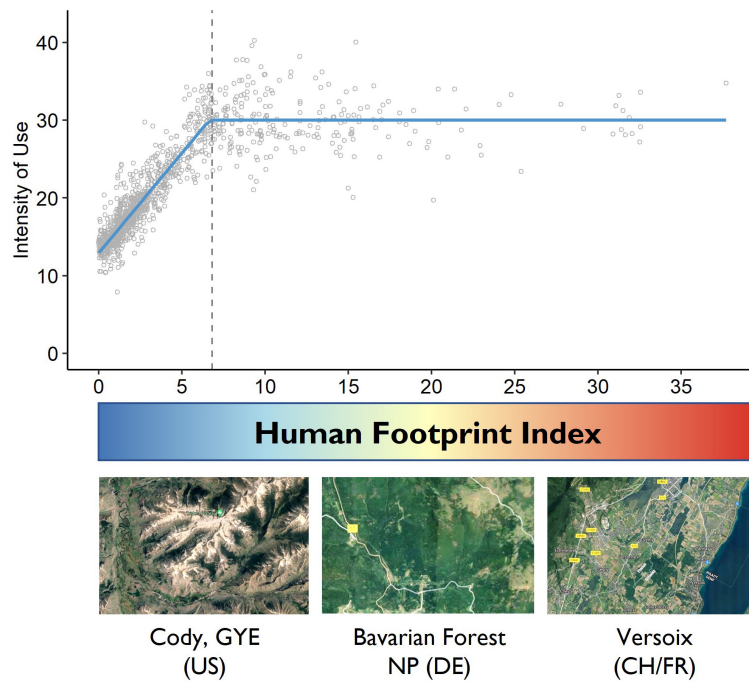 40
30
20
10
0
Intensity of Use
0 5 10 15 20 25 30 35
Human Footprint Index
Cody, GYE
(US)
Bavarian Forest
NP (DE)
Versoix
(CH/FR)